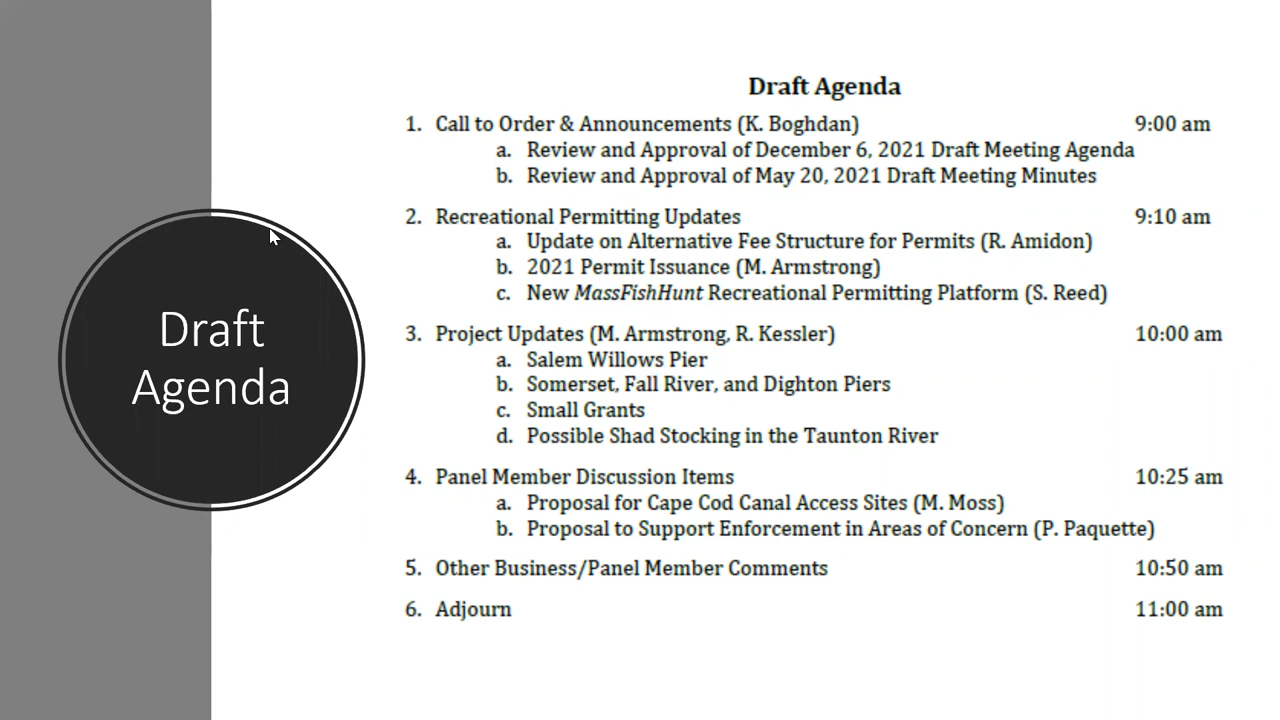 Draft
Agenda
Draft Agenda
1. Call to Order & Announcements (K. Boghdan) 9:00 am
a. Review and Approval of December 6, 2021 Draft Meeting Agenda
b. Review and Approval of May 20, 2021 Draft Meeting Minutes
2. Recreational Permitting Updates 9:10 am
a. Update on Alternative Fee Structure for Permits (R. Amidon)
b. 2021 Permit Issuance (M. Armstrong)
c. New MassFishHunt Recreational Permitting Platform (S. Reed)
3. Project Updates (M. Armstrong, R. Kessler) 10:00 am
a. Salem Willows Pier
b. Somerset, Fall River, and Dighton Piers
c. Small Grants
d. Possible Shad Stocking in the Taunton River
4. Panel Member Discussion Items 10:25 am
a. Proposal for Cape Cod Canal Access Sites (M. Moss)
b. Proposal to Support Enforcement in Areas of Concern (P. Paquette)
5. Other Business/Panel Member Comments 10:50 am
6. Adjourn 11:00 am